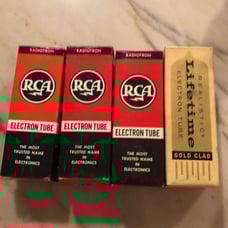 RADIOTRON
RCA
ELECTRON TUBE
THE MOST
TRUSTED NAME
IN
ELECTRONICS
RADIOTRON
RCA
ELECTRON TUBE
THE MOST
TRUSTED NAME
IN
ELECTRONICS
RADIOTRON
RCA
ELECTRON TUBE
THE MOST
TRUSTED NAME
IN
ELECTRONICS
REALISTIC
Lifetime
ELECTRON TUBE
GOLD CLAD